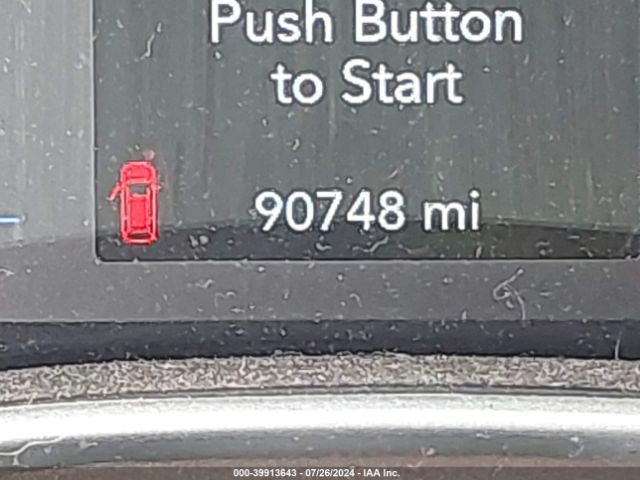 Push Button
to Start
90748 mi
000-39913643 - 07/26/2024 - IAA Inc.